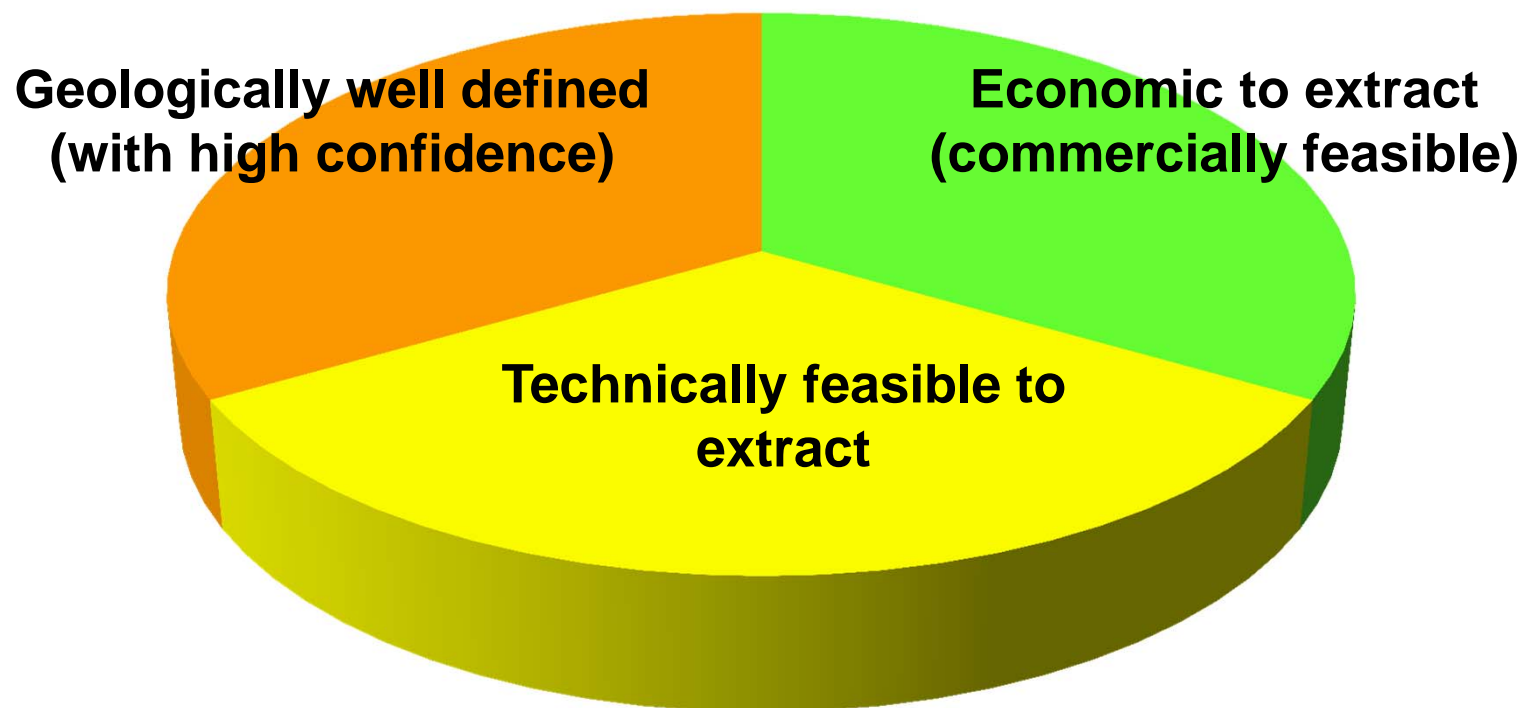 Geologically well defined
(with high confidence)
Economic to extract
(commercially feasible)
Technically feasible to
extract